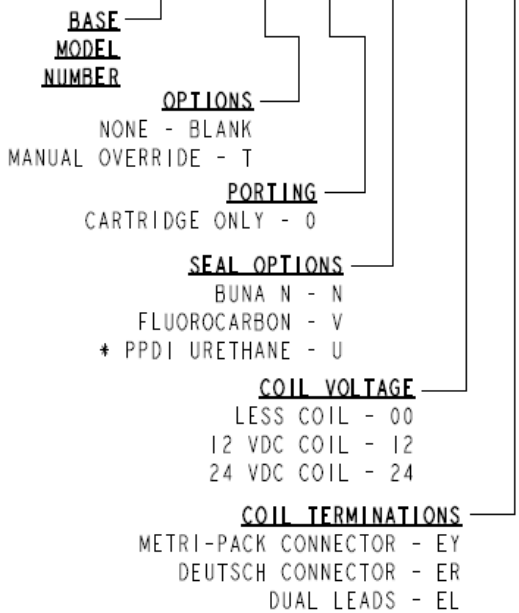 BASE
MODEL
NUMBER
OPTIONS
NONE - BLANK
MANUAL OVERRIDE - T
PORTING
CARTRIDGE ONLY - 0
SEAL OPTIONS
BUNA N - N
FLUOROCARBON - V
* PPDI URETHANE - U
COIL VOLTAGE
LESS COIL - 00
12 VDC COIL - 12
24 VDC COIL - 24
COIL TERMINATIONS
METRI-PACK CONNECTOR - EY
DEUTSCH CONNECTOR - ER
DUAL LEADS - EL